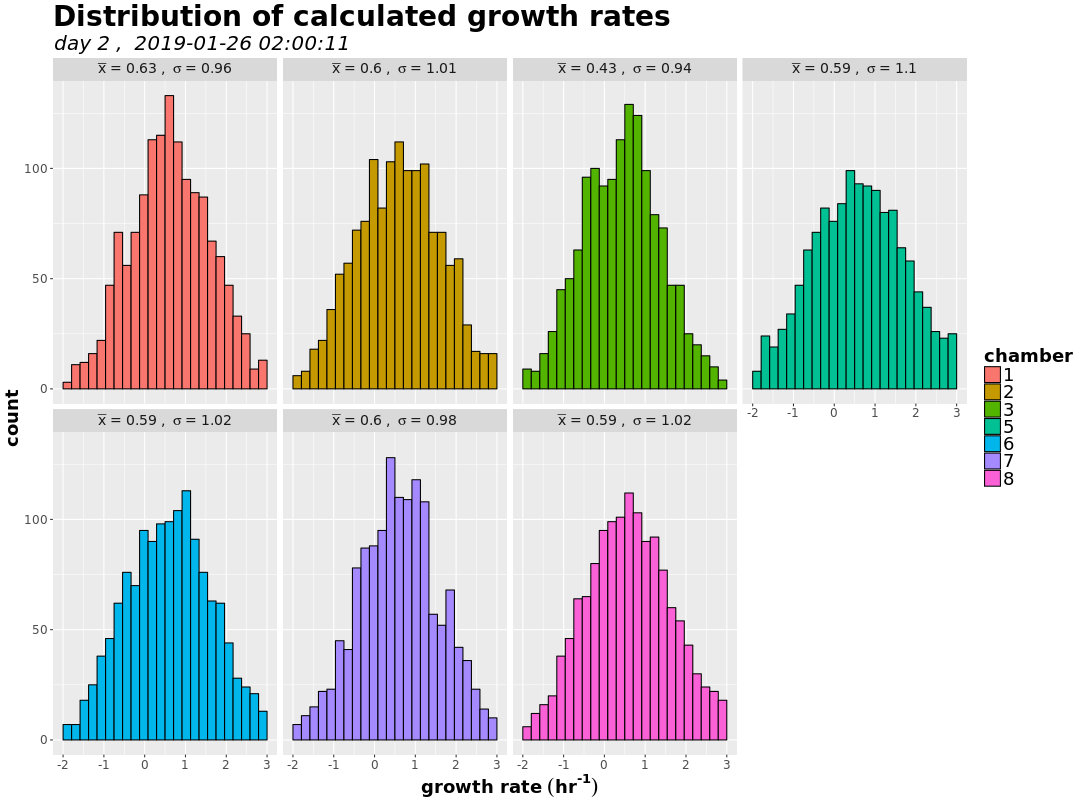 Distribution of calculated growth rates
day 2 ,  2019-01-26 02:00:11
x̅ = 0.63 ,  σ = 0.96
x̅ = 0.6 ,  σ = 1.01
x̅ = 0.43 ,  σ = 0.94
x̅ = 0.59 ,  σ = 1.1
100
50
0
-2 -1 0 1 2 3
x̅ = 0.59 ,  σ = 1.02
x̅ = 0.6 ,  σ = 0.98
x̅ = 0.59 ,  σ = 1.02
100
50
0
-2 -1 0 1 2 3
-2 -1 0 1 2 3
-2 -1 0 1 2 3
count
growth rate (hr⁻¹)
chamber
1
2
3
5
6
7
8